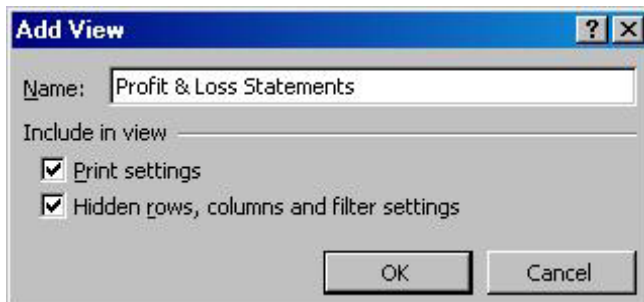 Add View
Name: Profit & Loss Statements
Include in view
Print settings
Hidden rows, columns and filter settings
OK Cancel